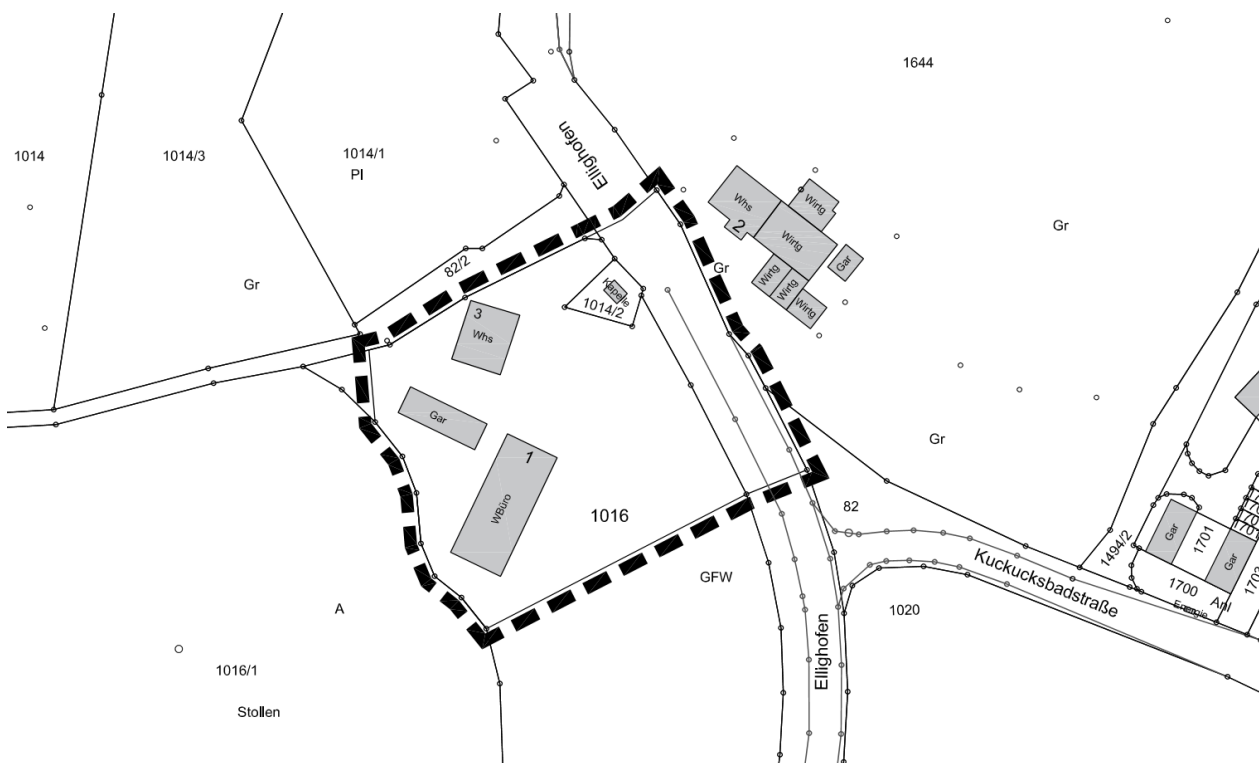 1644
Ellighofen
1014
1014/3
1014/1
Pl
Whs
2
Wirtg
Wirtg
Gar
Wirtg
Wirtg
Wirtg
Gr
Gr
82/2
Gr
Kapelle
1014/2
3
Whs
Gar
1
WBüro
Gr
1016
82
GFW
Kuckucksbadstraße
1494/2
Gar
1701
Gar
1700
Anl
Energie
1020
A
Ellighofen
1016/1
Stollen